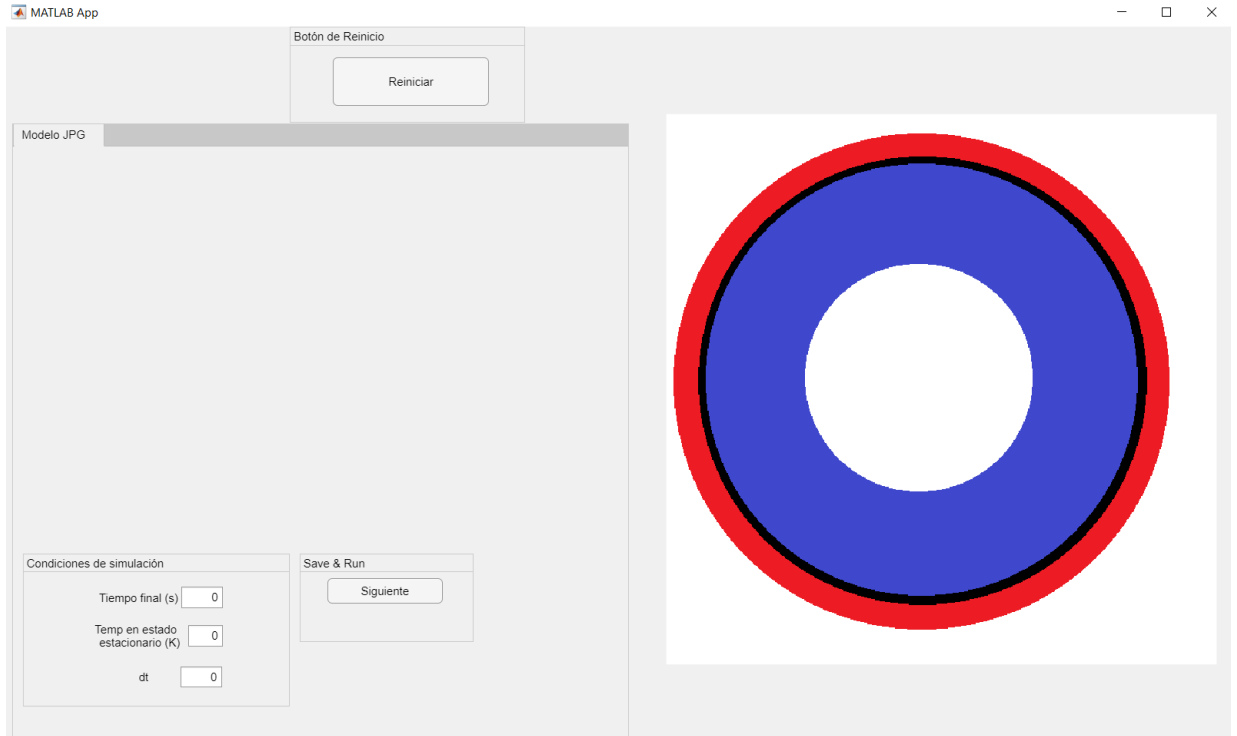 MATLAB App
Botón de Reinicio
Reiniciar
Modelo JPG
Condiciones de simulación
Tiempo final (s) 0
Temp en estado
estacionario (K) 0
dt 0
Save & Run
Siguiente